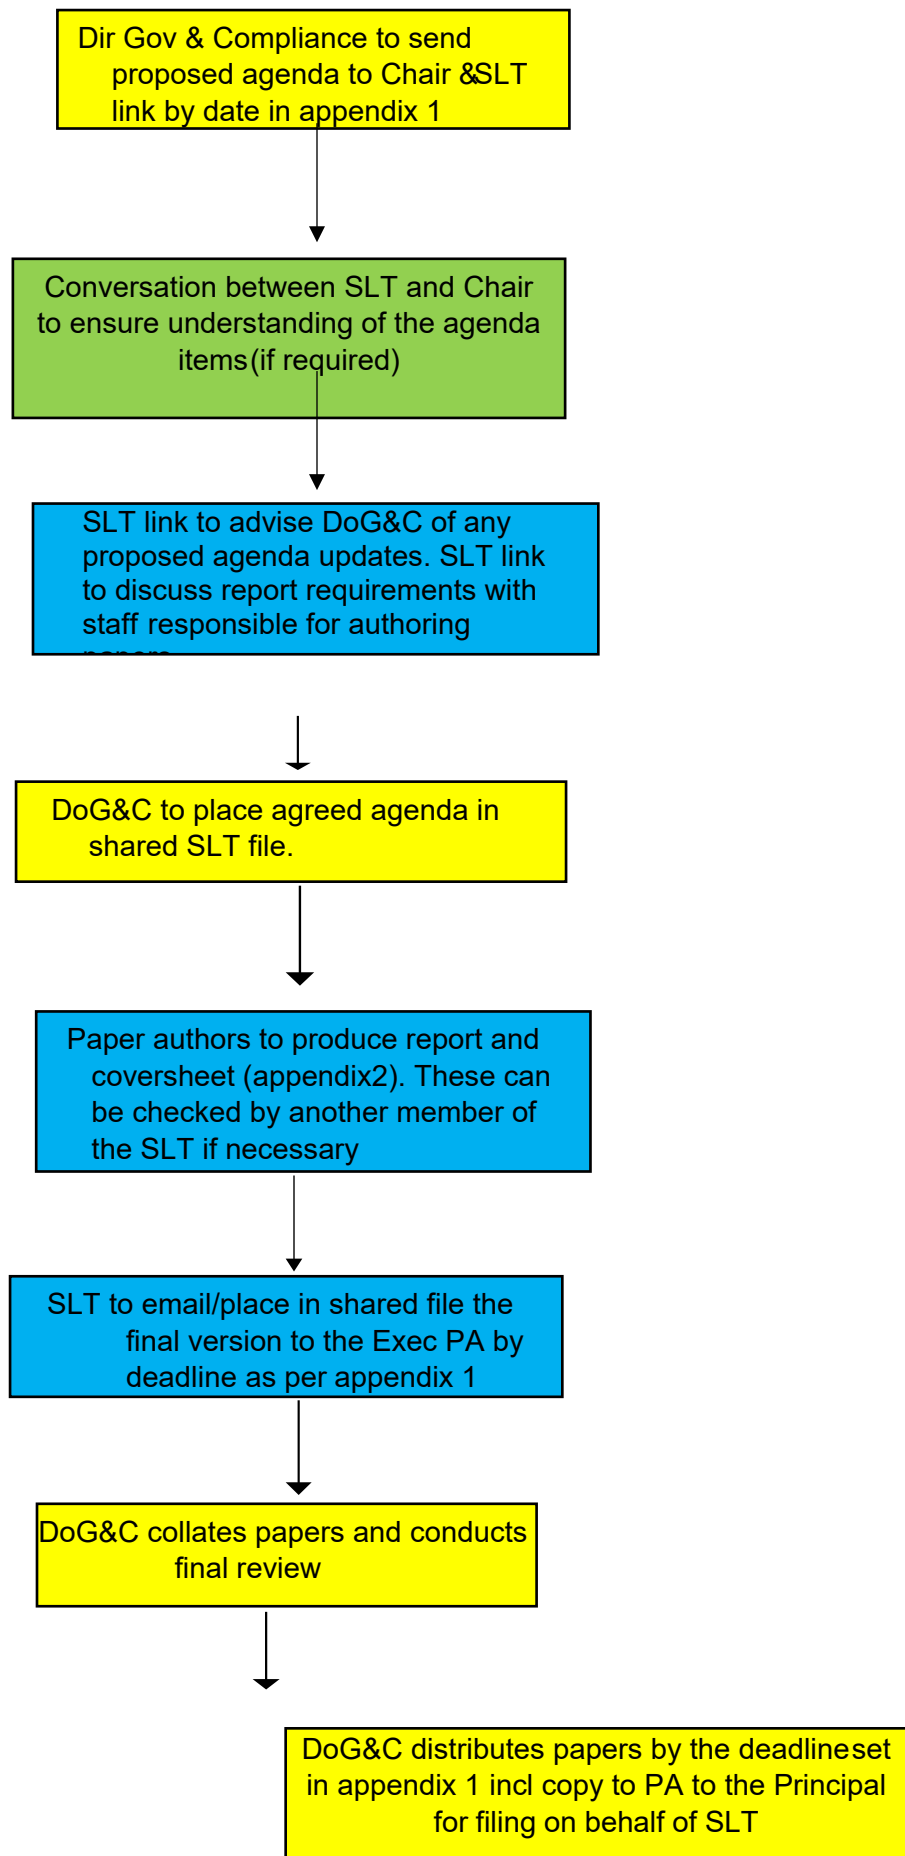 Dir Gov & Compliance to send
proposed agenda to Chair &SLT
link by date in appendix 1
Conversation between SLT and Chair
to ensure understanding of the agenda
items (if required)
SLT link to advise DoG&C of any
proposed agenda updates. SLT link
to discuss report requirements with
staff responsible for authoring
DoG&C to place agreed agenda in
shared SLT file.
Paper authors to produce report and
coversheet (appendix2). These can
be checked by another member of
the SLT if necessary
SLT to email/place in shared file the
final version to the Exec PA by
deadline as per appendix 1
DoG&C collates papers and conducts
final review
DoG&C distributes papers by the deadline set
in appendix 1 incl copy to PA to the Principal
for filing on behalf of SLT